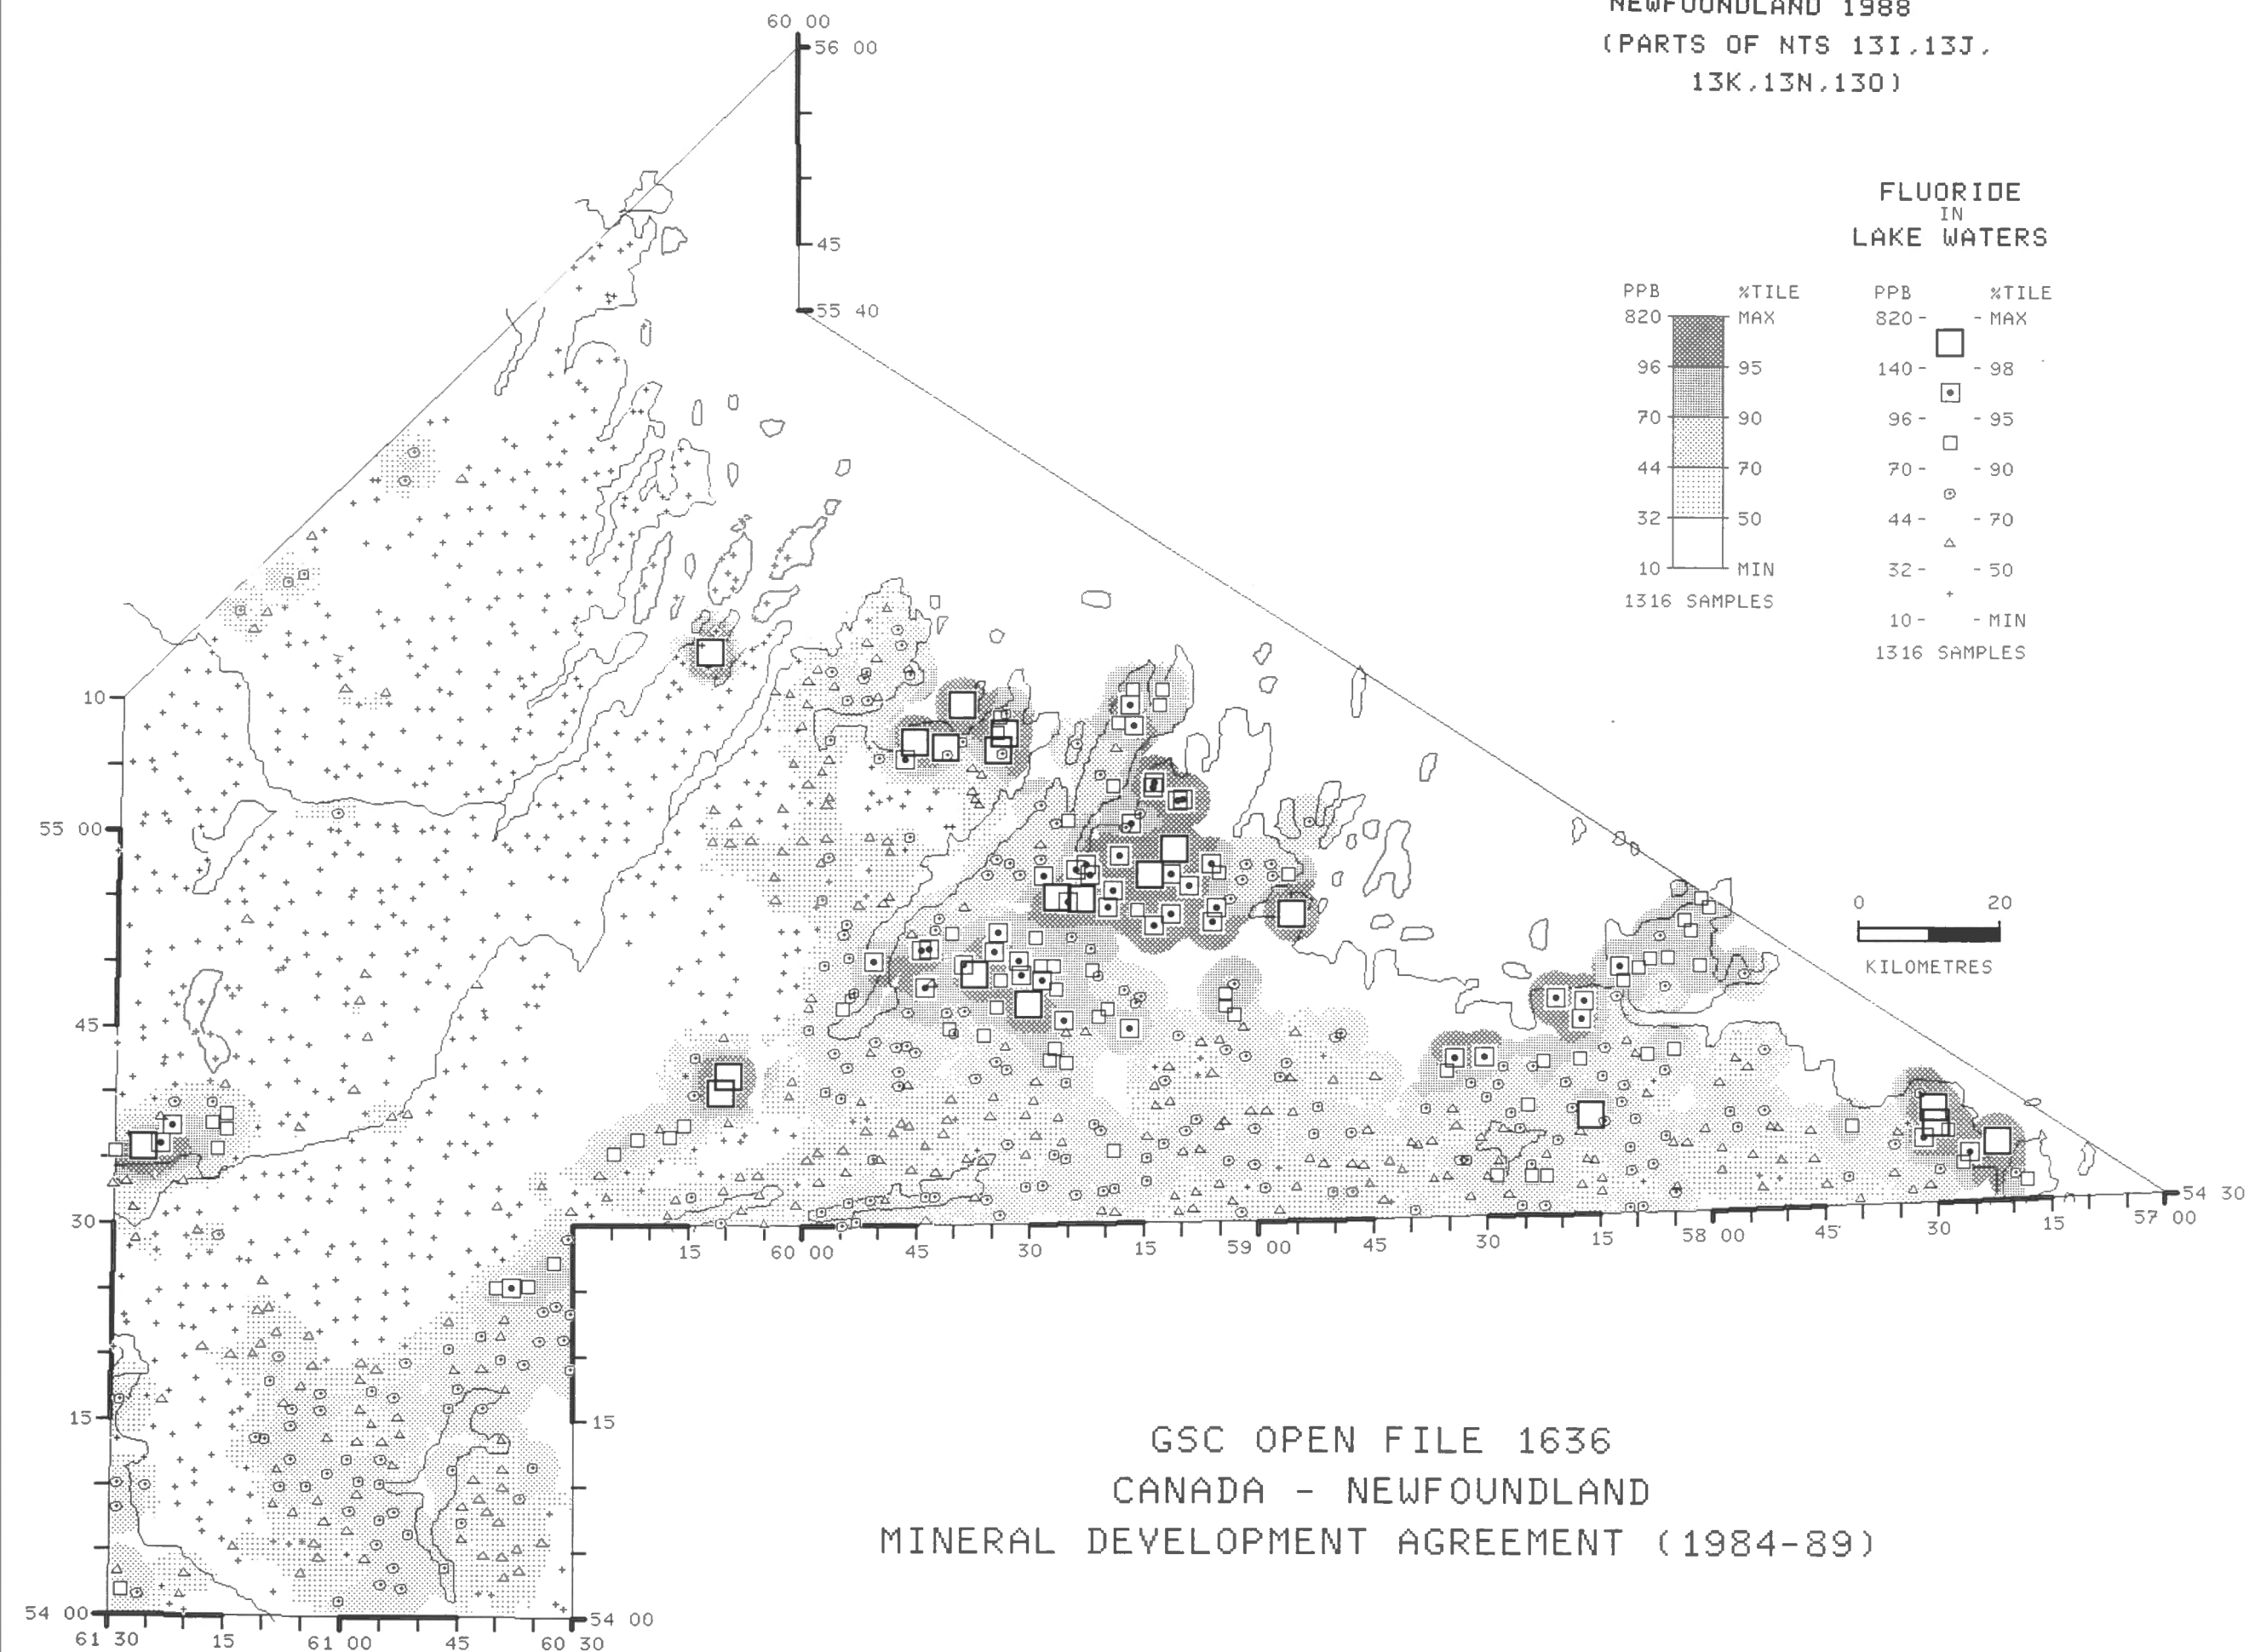 NEWFOUNDLAND 1988
(PARTS OF NTS 13I,13J,
13K,13N,13O)
60 00
56 00
45
55 40
FLUORIDE
IN
LAKE WATERS
PPB %TILE
820 MAX
96 95
70 90
44 70
32 50
10 MIN
1316 SAMPLES
PPB %TILE
820- -MAX
140- -98
96- -95
70- -90
44- -70
32- -50
10- -MIN
1316 SAMPLES
10
55 00
45
30
15
54 00
0 20
KILOMETRES
54 30
15 60 00 45 30 15 59 00 45 30 15 58 00 45 30 15 57 00
15
54 00
61 30 15 61 00 45 60 30
GSC OPEN FILE 1636
CANADA - NEWFOUNDLAND
MINERAL DEVELOPMENT AGREEMENT (1984-89)